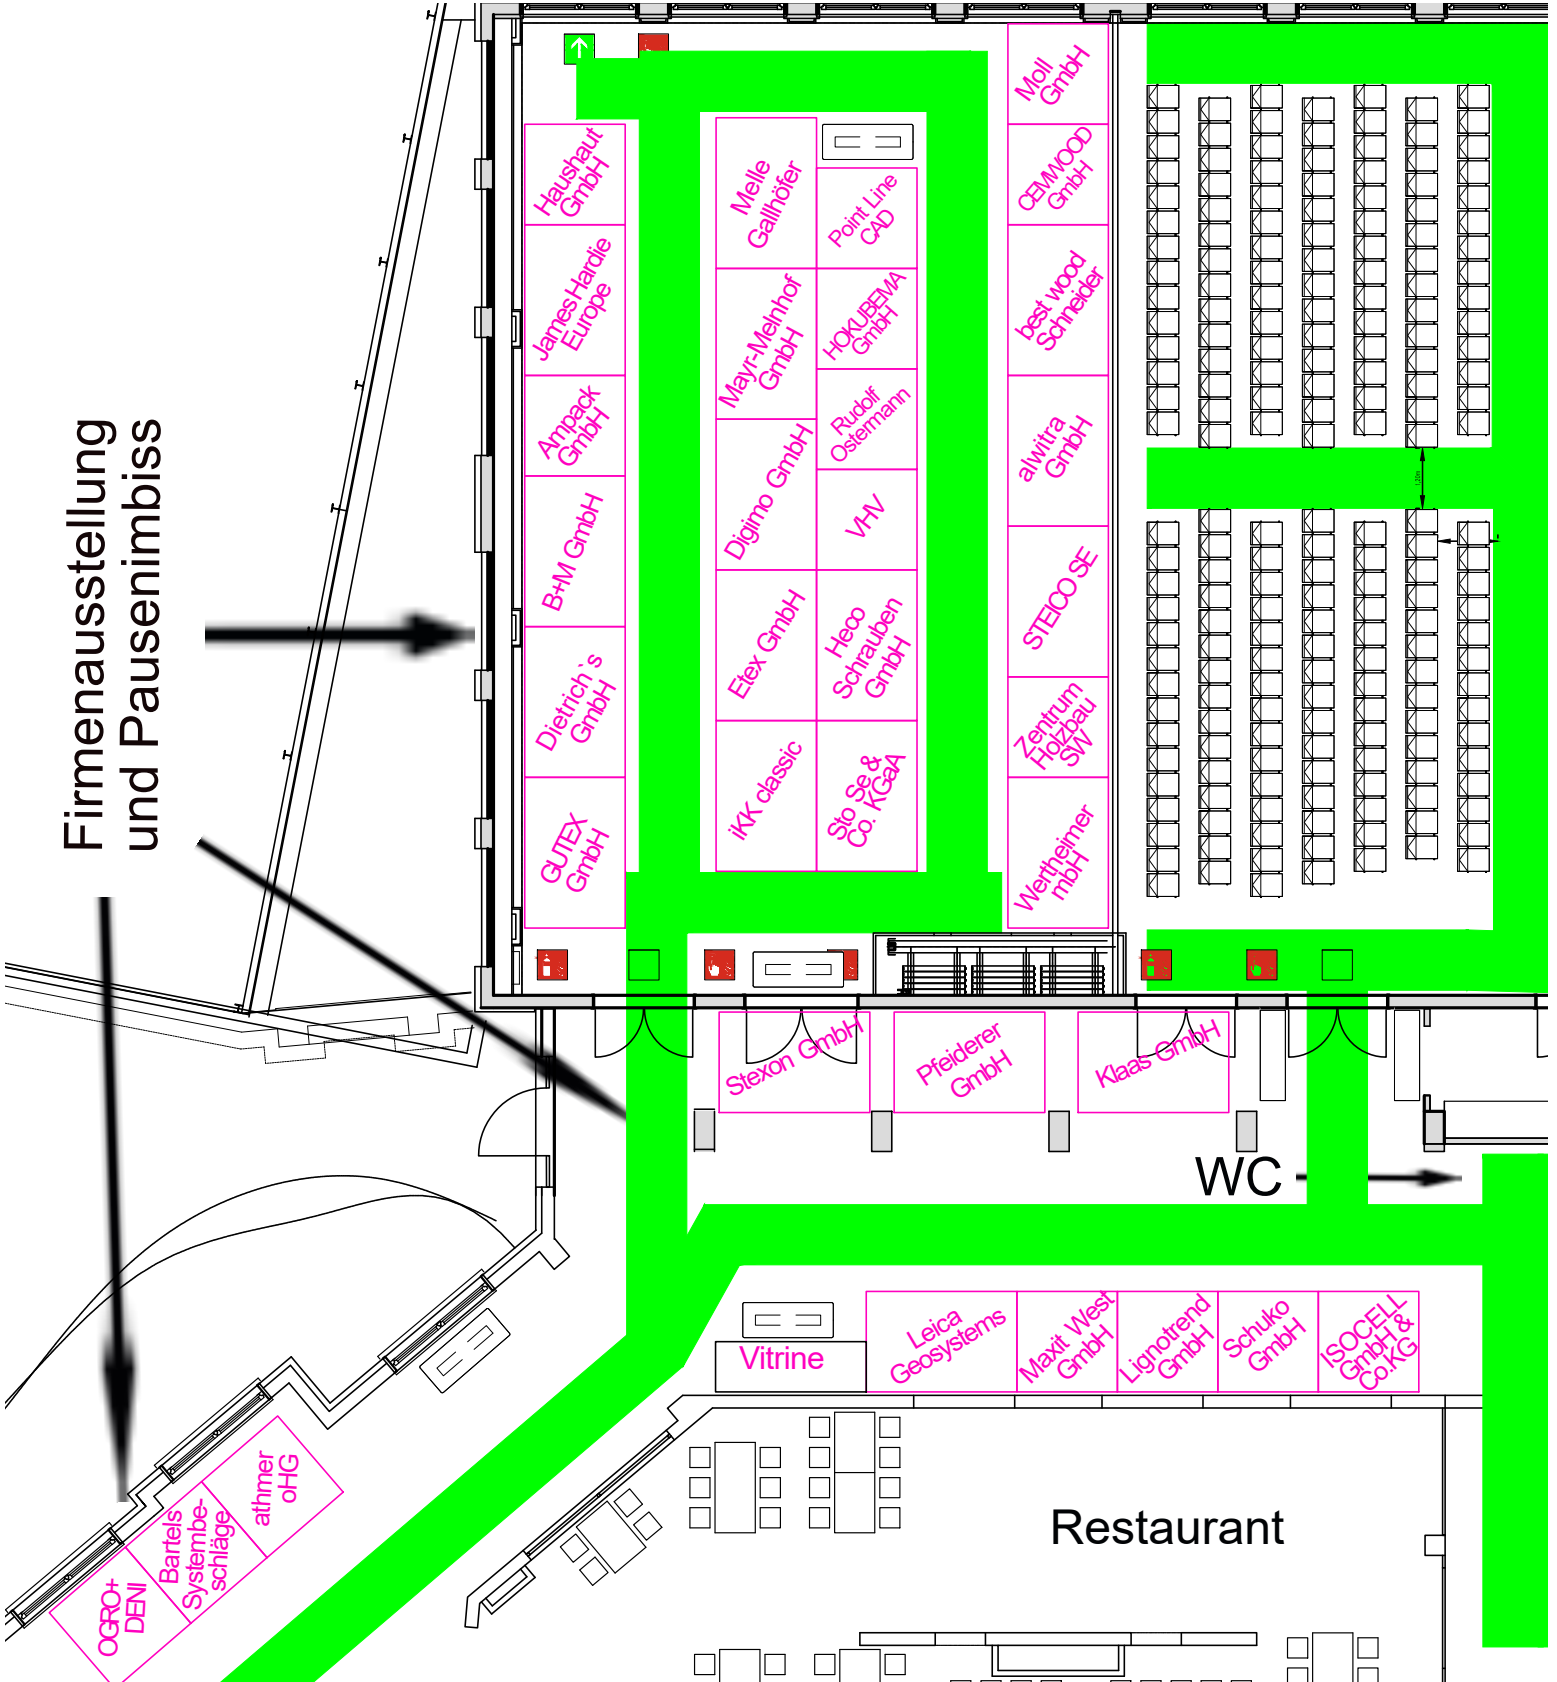 Firmenausstellung
und Pausenimbiss
Haushaut
GmbH
James Hardie
Europe
Ampack
GmbH
B+M GmbH
Dietrich`s
GmbH
GUTEX
GmbH
Melle
Gallhöfer
Mayr-Melnhof
GmbH
Digimo GmbH
Etex GmbH
iKK classic
Point Line
CAD
HOKUBEMA
GmbH
Rudolf
Ostermann
VHV
Heco
Schrauben
GmbH
Sto Se &
Co. KGaA
Moll
GmbH
CEMWOOD
GmbH
best wood
Schneider
alwitra
GmbH
STEICO SE
Zentrum
Holzbau
SW
Wertheimer
mbH
1,20m
Stexon GmbH
Pfeiderer
GmbH
Klaas GmbH
WC
Vitrine
Leica
Geosystems
Maxit West
GmbH
Lignotrend
GmbH
Schuko
GmbH
ISOCELL
GmbH &
Co.KG
athmer
oHG
Bartels
Systembe-
schläge
OGRO+
DENI
Restaurant